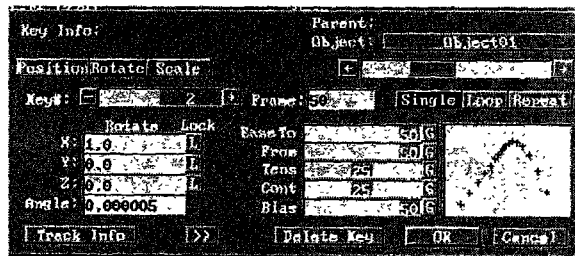 Key Info:
Parent:
Object: Object01
Position Rotate Scale
Key#: - 2 + Frame: 50 Single Loop Repeat
Rotate Lock
X: 1.0 L
Y: 0.0 L
Z: 0.0 L
Angle: 0.000005
Ease To 50 G
From 50 G
Tens 25 G
Cont 25 G
Bias 50 G
Track Info >> Delete Key OK Cancel